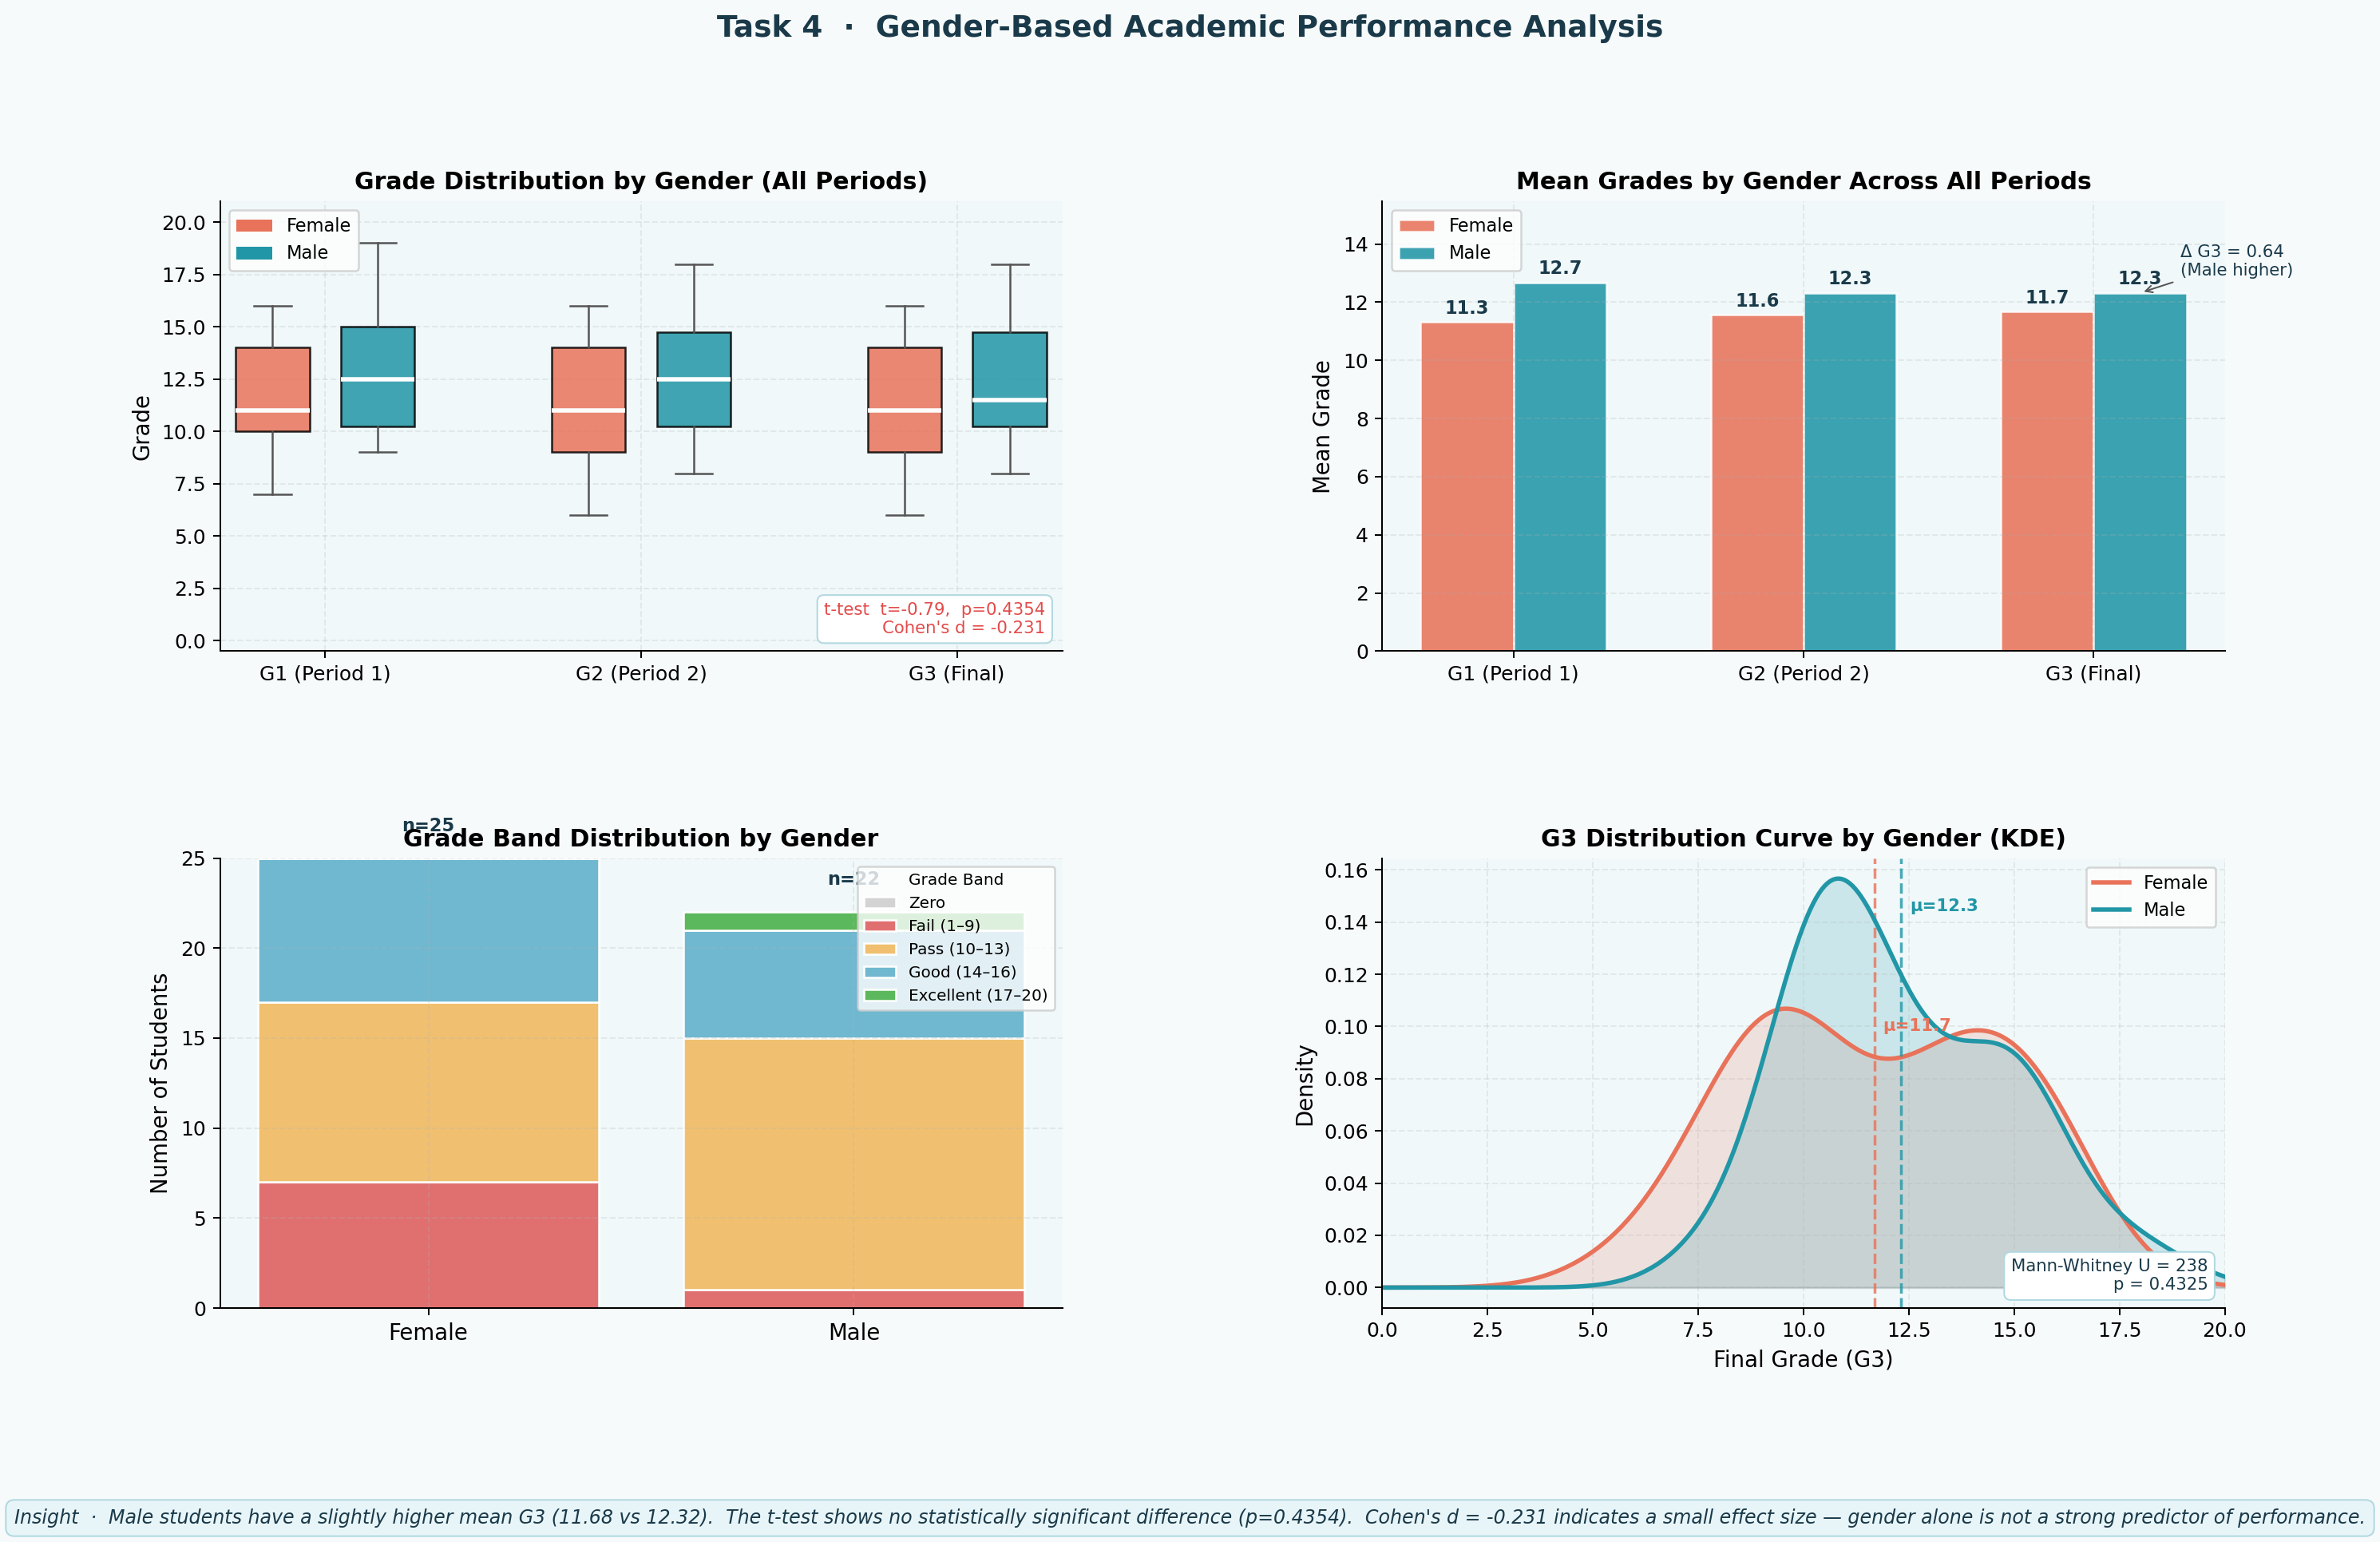 Task 4  ·  Gender-Based Academic Performance Analysis
Grade Distribution by Gender (All Periods)
Female
Male
Grade
20.0
17.5
15.0
12.5
10.0
7.5
5.0
2.5
0.0
t-test  t=-0.79,  p=0.4354
Cohen's d = -0.231
G1 (Period 1)
G2 (Period 2)
G3 (Final)
Mean Grades by Gender Across All Periods
Female
Male
Mean Grade
14
12
10
8
6
4
2
0
11.3
12.7
11.6
12.3
11.7
12.3
Δ G3 = 0.64
(Male higher)
G1 (Period 1)
G2 (Period 2)
G3 (Final)
n=25
Grade Band Distribution by Gender
n=22
Grade Band
Zero
Fail (1–9)
Pass (10–13)
Good (14–16)
Excellent (17–20)
Number of Students
25
20
15
10
5
0
Female
Male
G3 Distribution Curve by Gender (KDE)
Female
Male
μ=12.3
μ=11.7
Density
0.16
0.14
0.12
0.10
0.08
0.06
0.04
0.02
0.00
Mann-Whitney U = 238
p = 0.4325
0.0
2.5
5.0
7.5
10.0
12.5
15.0
17.5
20.0
Final Grade (G3)
Insight  ·  Male students have a slightly higher mean G3 (11.68 vs 12.32).  The t-test shows no statistically significant difference (p=0.4354).  Cohen's d = -0.231 indicates a small effect size — gender alone is not a strong predictor of performance.